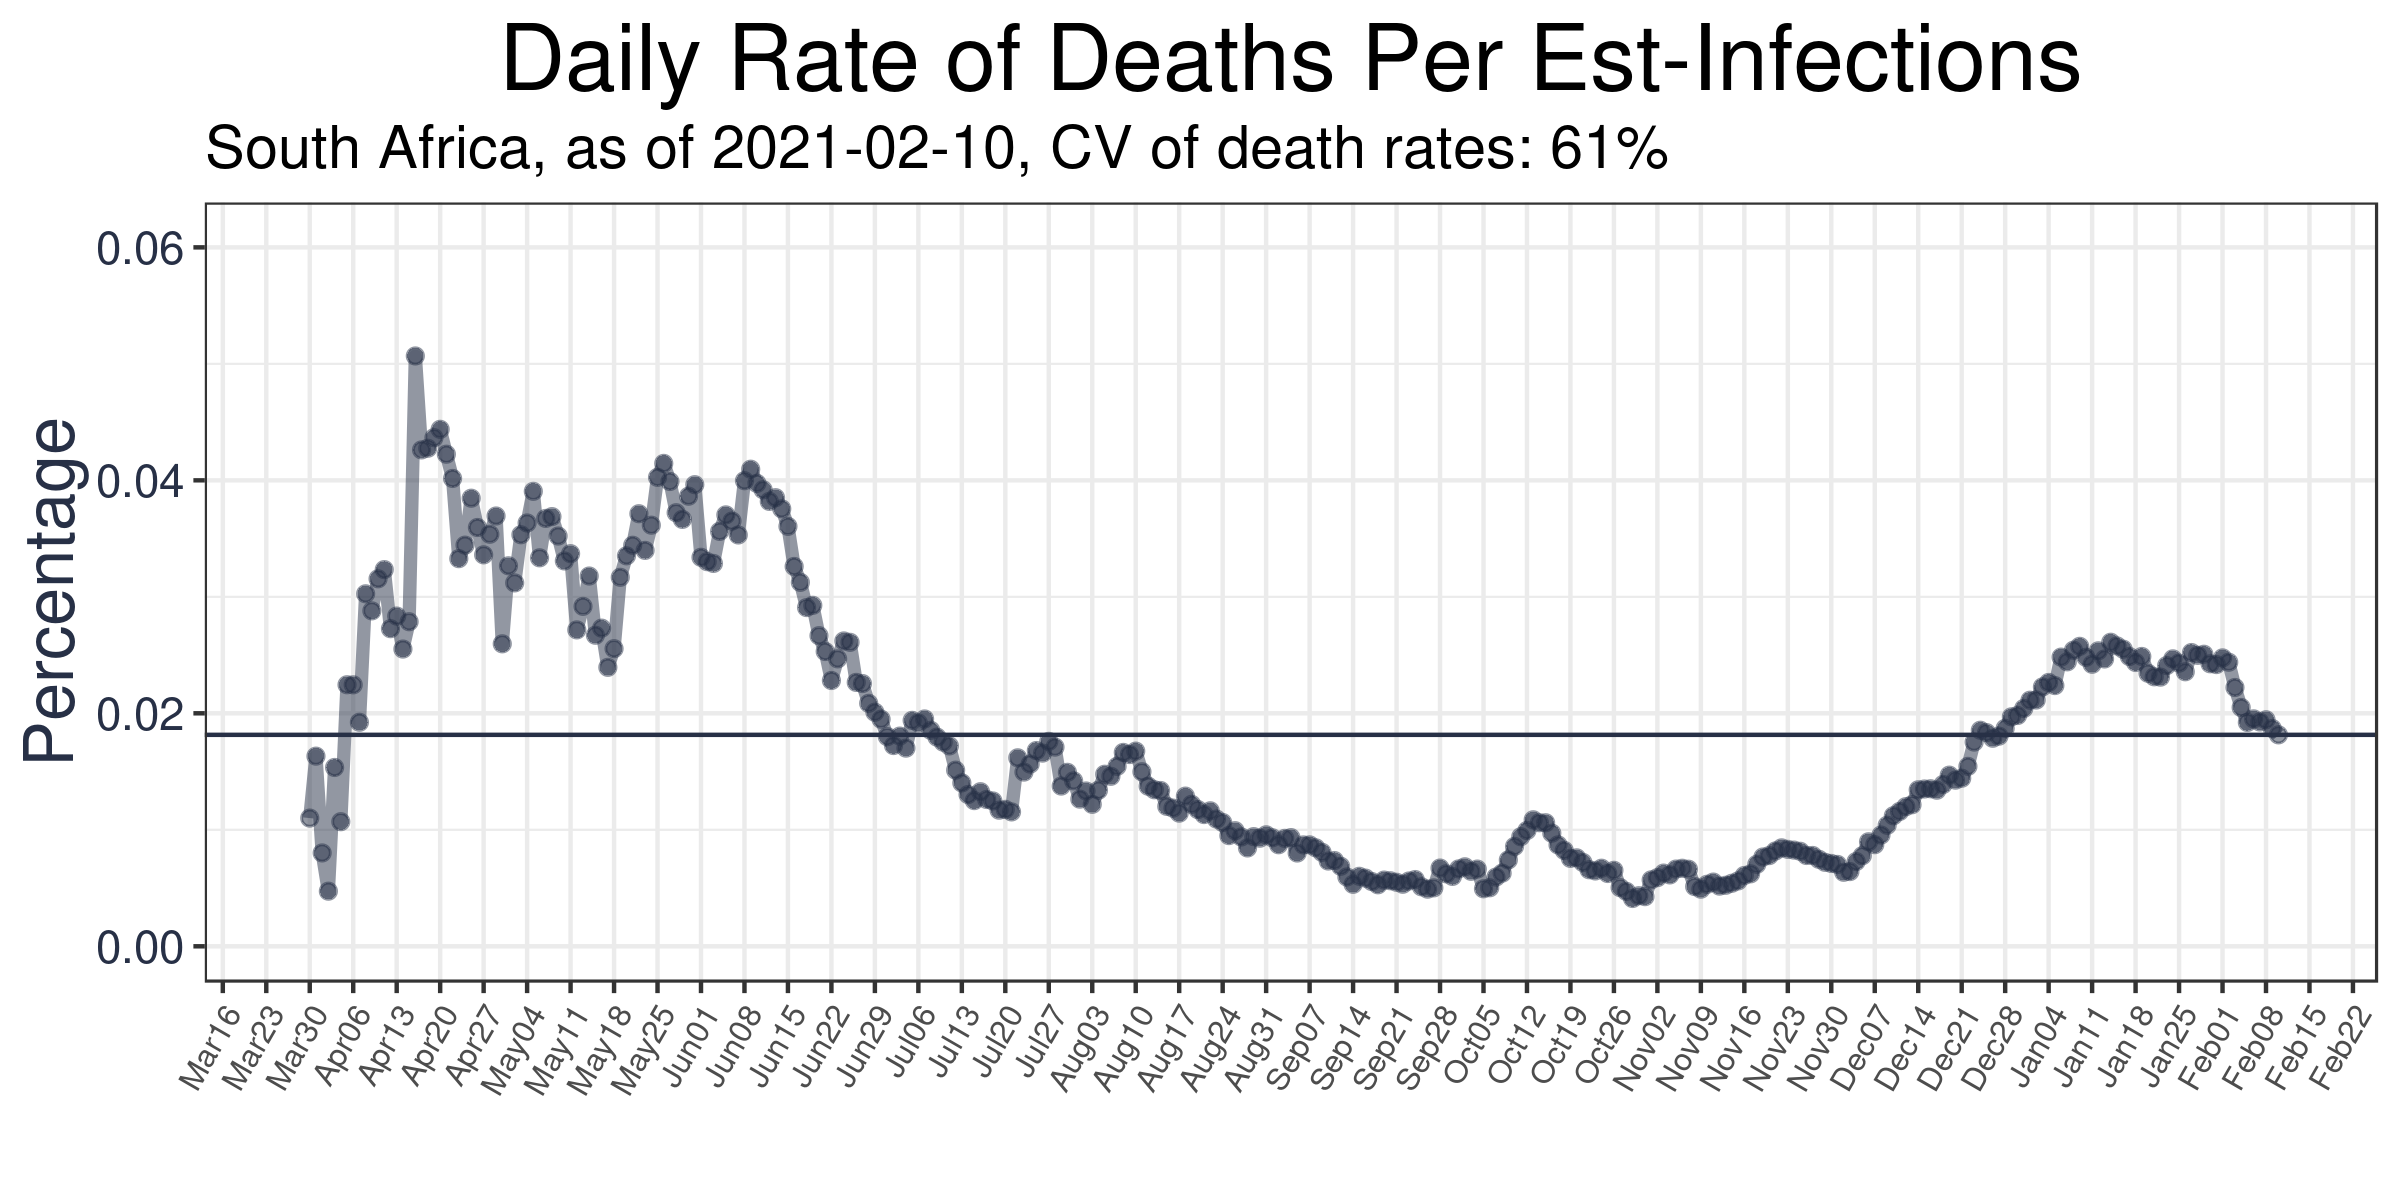 Daily Rate of Deaths Per Est-Infections
South Africa, as of 2021-02-10, CV of death rates: 61%
Percentage
0.06
0.04
0.02
0.00
Mar16
Mar23
Mar30
Apr06
Apr13
Apr20
Apr27
May04
May11
May18
May25
Jun01
Jun08
Jun15
Jun22
Jun29
Jul06
Jul13
Jul20
Jul27
Aug03
Aug10
Aug17
Aug24
Aug31
Sep07
Sep14
Sep21
Sep28
Oct05
Oct12
Oct19
Oct26
Nov02
Nov09
Nov16
Nov23
Nov30
Dec07
Dec14
Dec21
Dec28
Jan04
Jan11
Jan18
Jan25
Feb01
Feb08
Feb15
Feb22